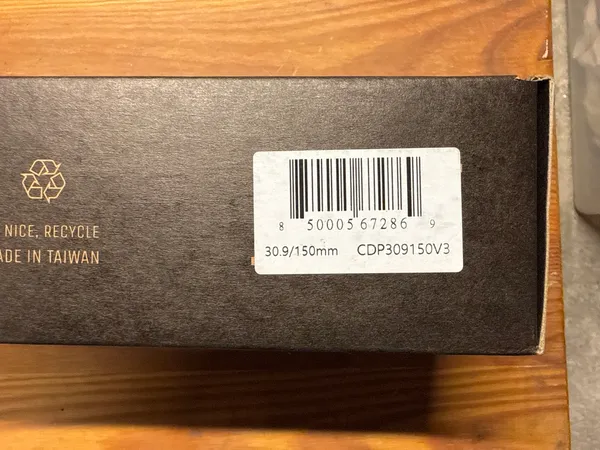 NICE, RECYCLE
ADE IN TAIWAN
8 50005 67286 9
30.9/150mm CDP309150V3